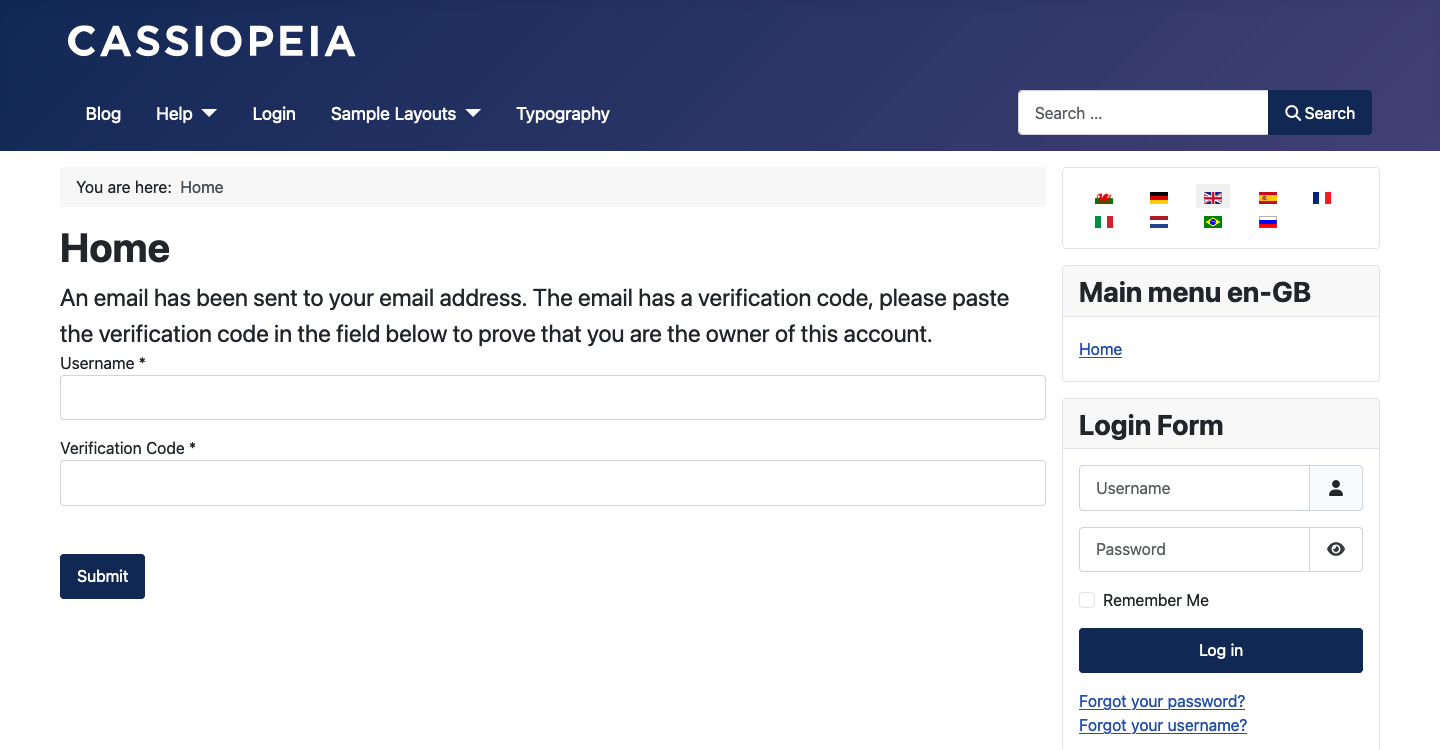 CASSIOPEIA
Blog Help Login Sample Layouts Typography
Search ... Search
You are here: Home
Home
An email has been sent to your email address. The email has a verification code, please paste
the verification code in the field below to prove that you are the owner of this account.
Username *
Verification Code *
Submit
Main menu en-GB
Home
Login Form
Username
Password
Remember Me
Log in
Forgot your password?
Forgot your username?